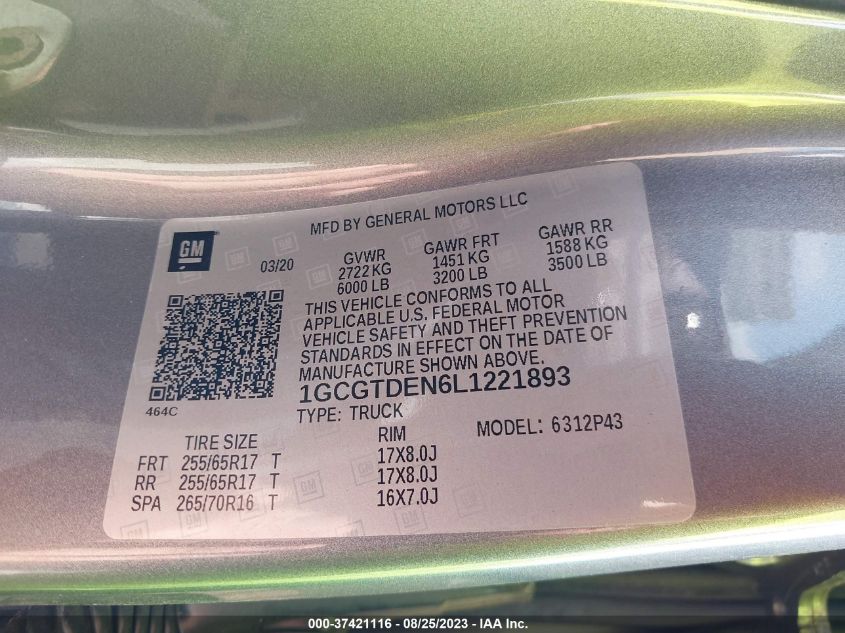 GM
MFD BY GENERAL MOTORS LLC
03/20
GVWR GAWR FRT GAWR RR
2722 KG 1451 KG 1588 KG
6000 LB 3200 LB 3500 LB
THIS VEHICLE CONFORMS TO ALL
APPLICABLE U.S. FEDERAL MOTOR
VEHICLE SAFETY AND THEFT PREVENTION
STANDARDS IN EFFECT ON THE DATE OF
MANUFACTURE SHOWN ABOVE.
1GCGTDEN6L1221893
464C
TYPE: TRUCK
MODEL: 6312P43
TIRE SIZE RIM
FRT 255/65R17 T 17X8.0J
RR 255/65R17 T 17X8.0J
SPA 265/70R16 T 16X7.0J
000-37421116 - 08/25/2023 - IAA Inc.